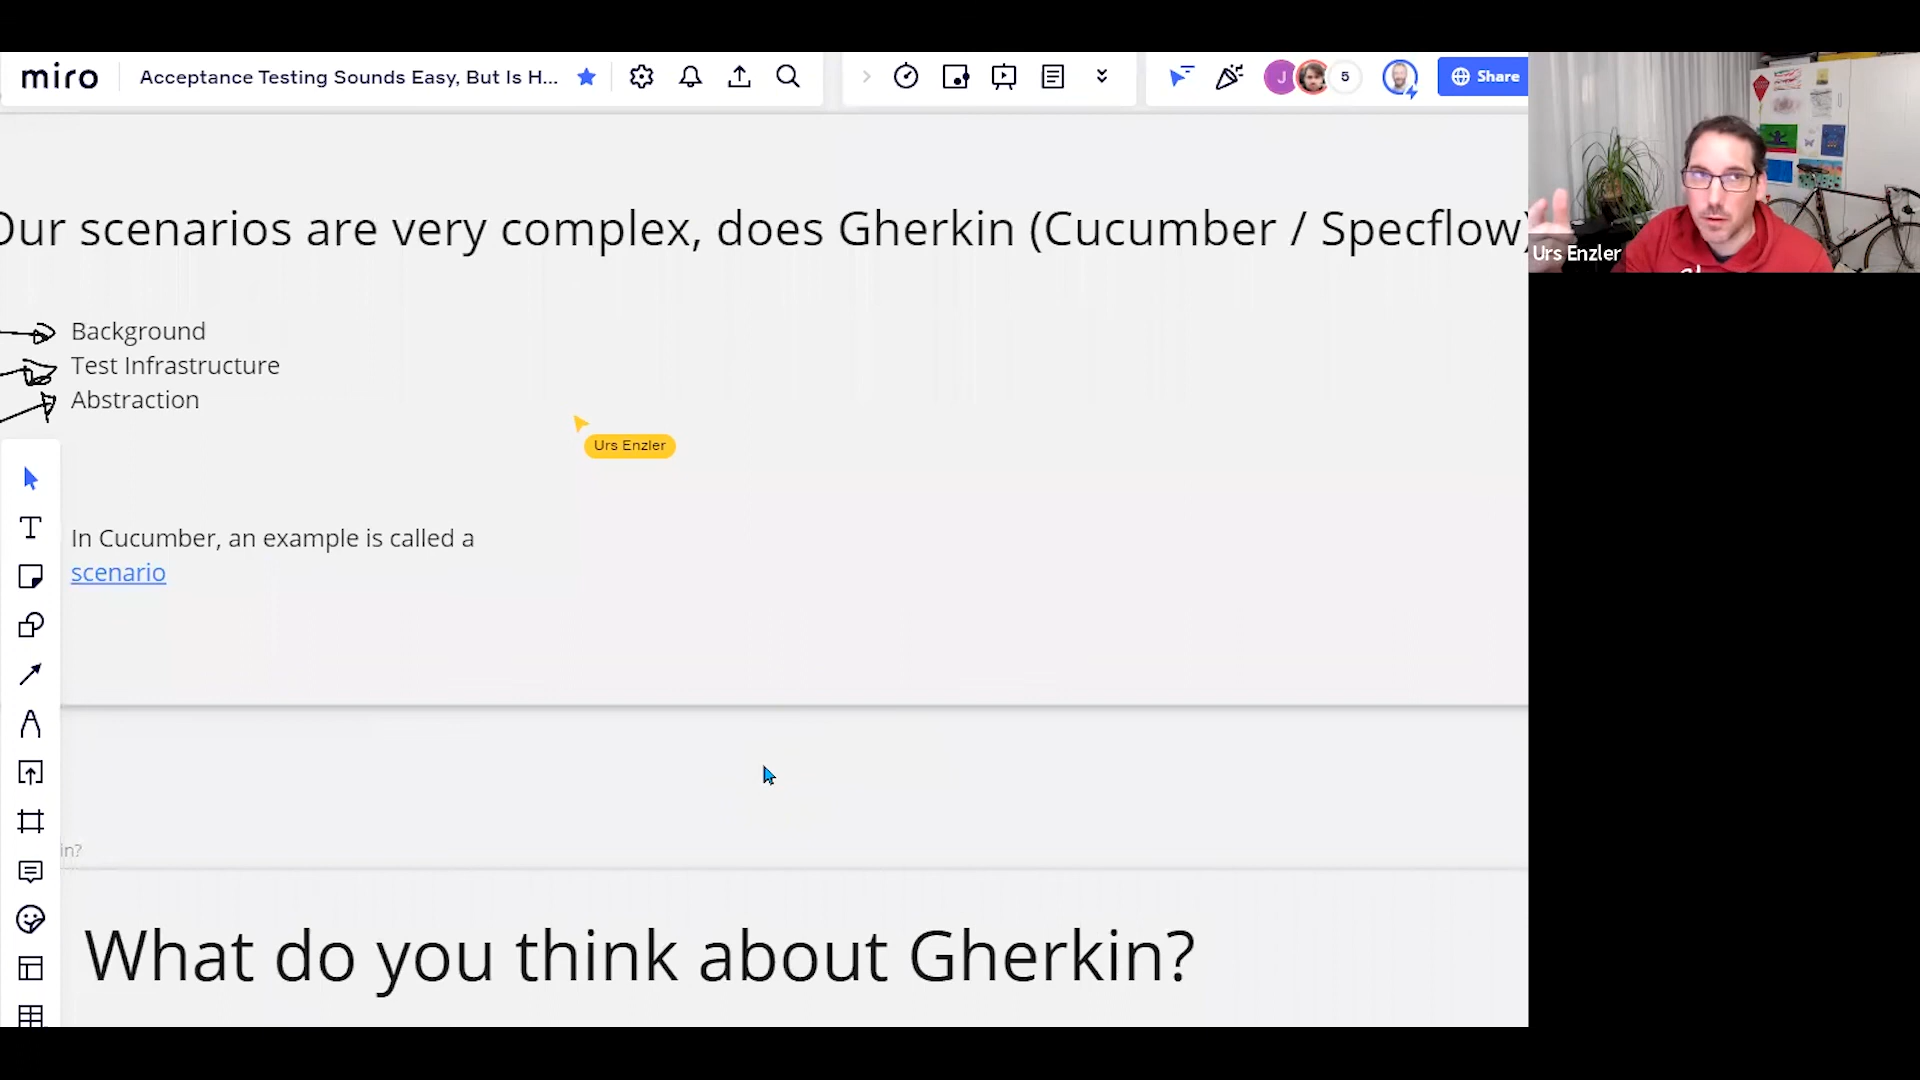 miro
Acceptance Testing Sounds Easy, But Is H...
J
5
Share
Our scenarios are very complex, does Gherkin (Cucumber / Specflow)
Background
Test Infrastructure
Abstraction
Urs Enzler
In Cucumber, an example is called a
scenario
in?
What do you think about Gherkin?
Urs Enzler